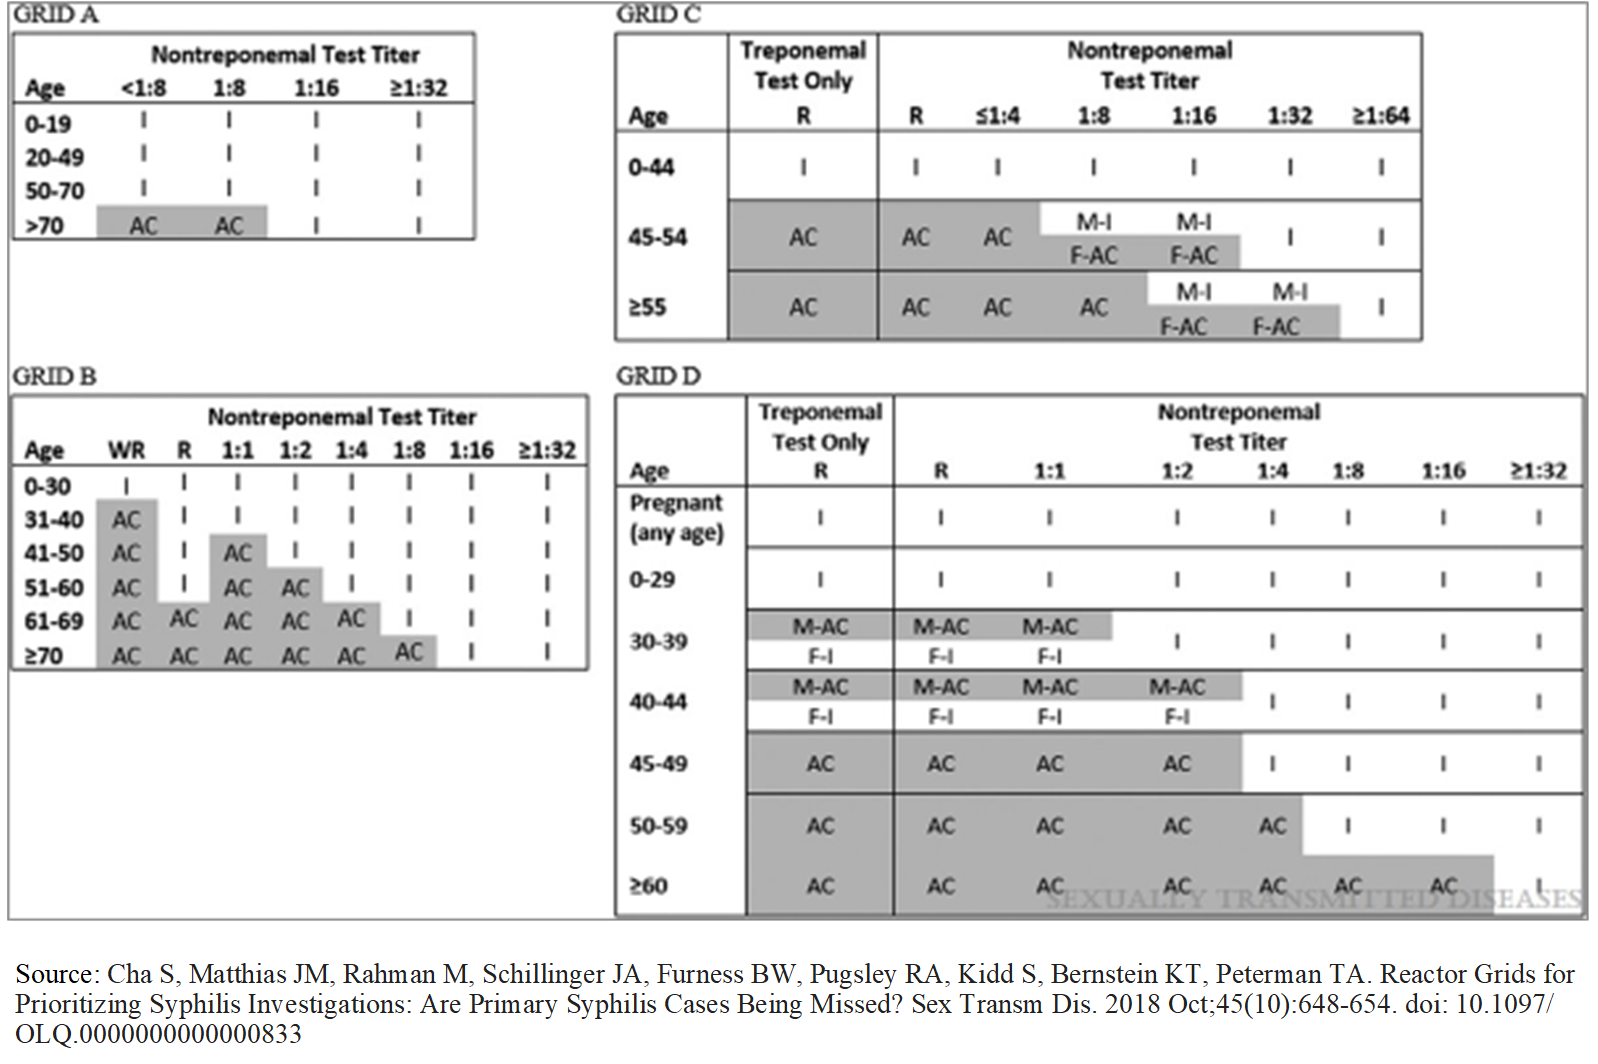 GRID A
Nontreponemal Test Titer
Age <1:8 1:8 1:16 ≥1:32
0-19 I I I I
20-49 I I I I
50-70 I I I I
>70 AC AC I I
GRID B
Nontreponemal Test Titer
Age WR R 1:1 1:2 1:4 1:8 1:16 ≥1:32
0-30 I I I I I I I I
31-40 AC I I I I I I I
41-50 AC I AC I I I I I
51-60 AC I AC AC I I I I
61-69 AC AC AC AC AC I I I
≥70 AC AC AC AC AC AC I I
GRID C
Treponemal Nontreponemal
Test Only Test Titer
Age R R ≤1:4 1:8 1:16 1:32 ≥1:64
0-44 I I I I I I I
M-I M-I
45-54 AC AC AC I I
F-AC F-AC
M-I M-I
≥55 AC AC AC AC I
F-AC F-AC
GRID D
Treponemal Nontreponemal
Test Only Test Titer
Age R R 1:1 1:2 1:4 1:8 1:16 ≥1:32
Pregnant
(any age) I I I I I I I I
0-29 I I I I I I I I
M-AC M-AC M-AC
30-39 I I I I I
F-I F-I F-I
M-AC M-AC M-AC M-AC
40-44 I I I I
F-I F-I F-I F-I
45-49 AC AC AC AC I I I I
50-59 AC AC AC AC AC I I I
≥60 AC AC AC AC AC AC AC I
SEXUALLY TRANSMITTED DISEASES
Source: Cha S, Matthias JM, Rahman M, Schillinger JA, Furness BW, Pugsley RA, Kidd S, Bernstein KT, Peterman TA. Reactor Grids for
Prioritizing Syphilis Investigations: Are Primary Syphilis Cases Being Missed? Sex Transm Dis. 2018 Oct;45(10):648-654. doi: 10.1097/
OLQ.0000000000000833